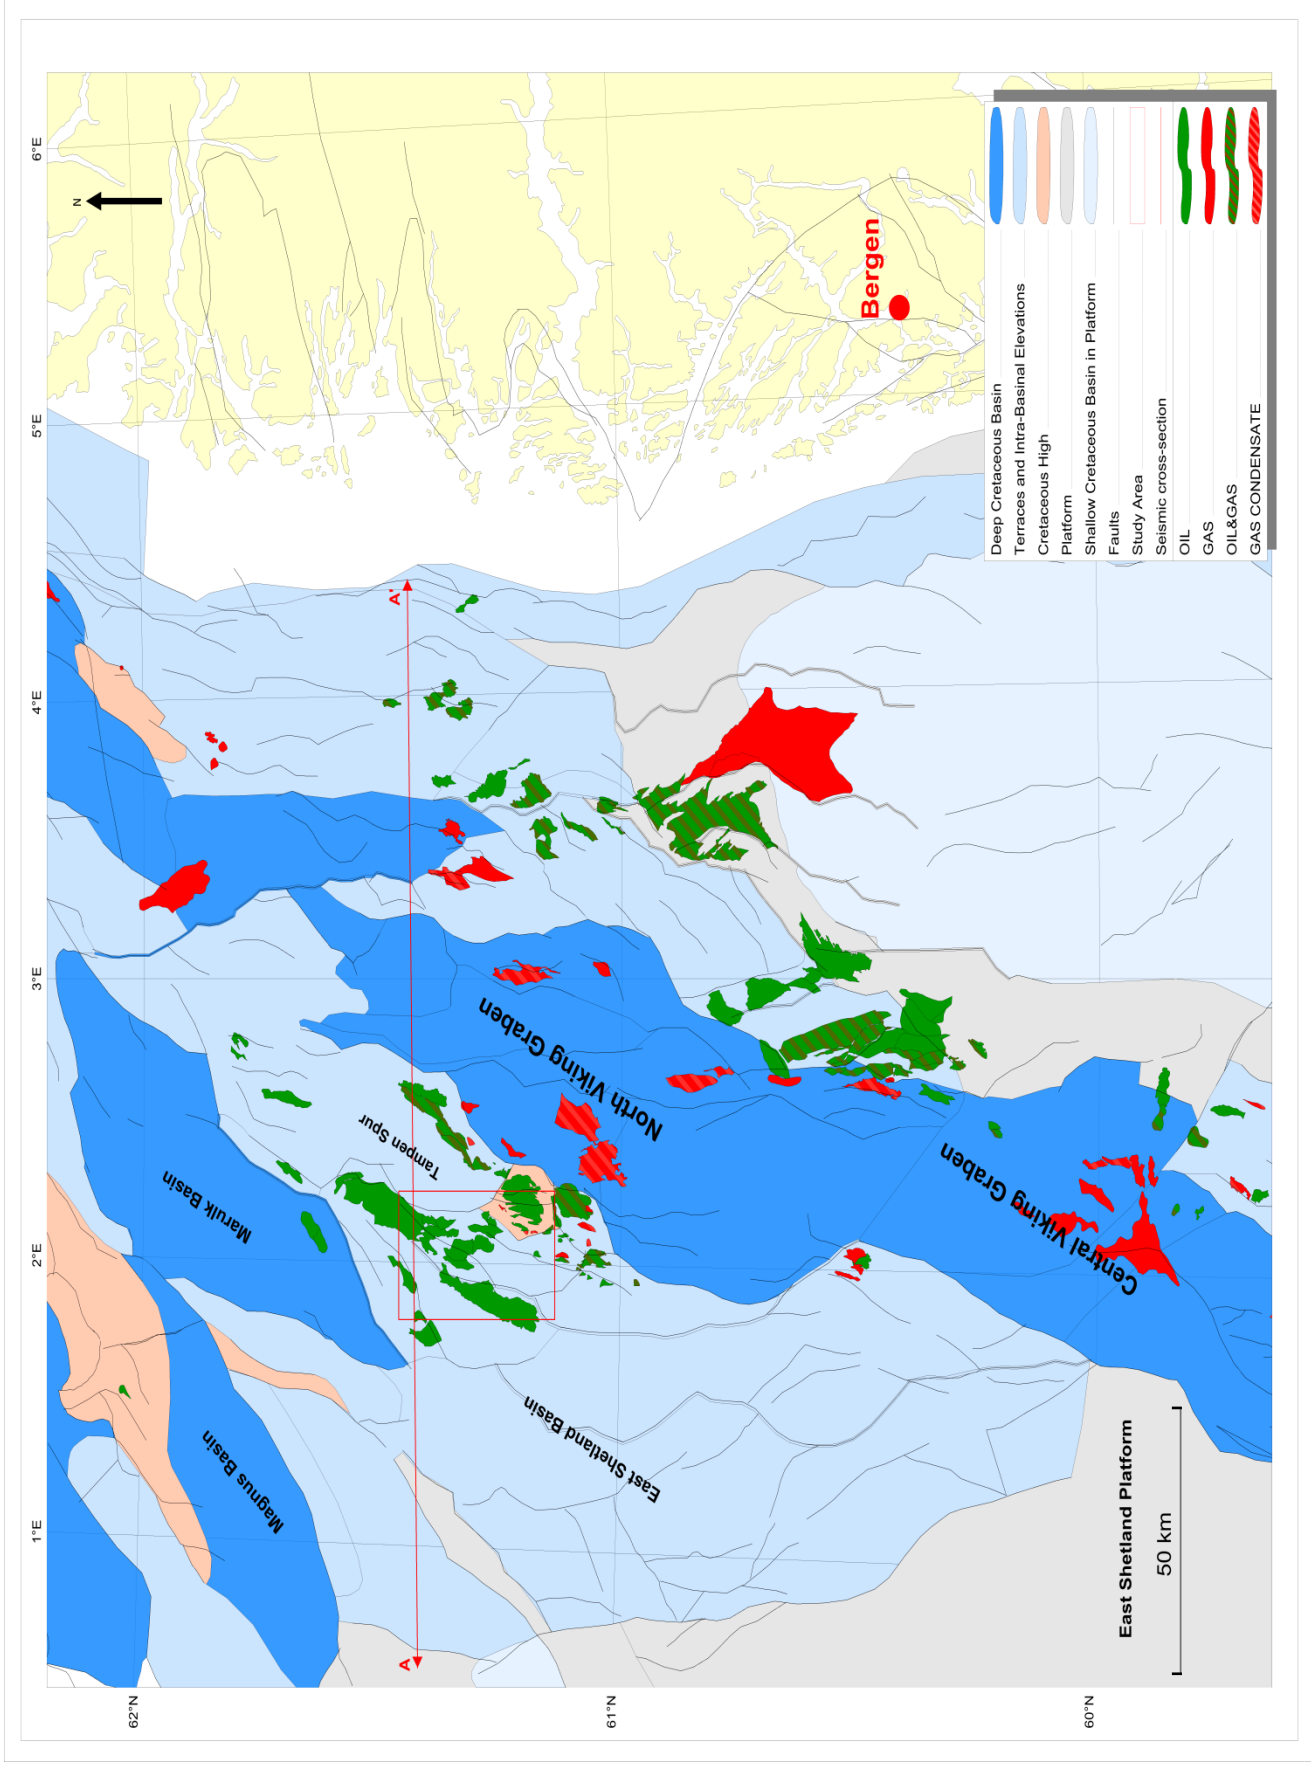 N
1°E
2°E
3°E
4°E
5°E
6°E
62°N
61°N
60°N
Magnus Basin
Marulk Basin
Tampen Spur
East Shetland Basin
North Viking Graben
Central Viking Graben
A
A'
Bergen
East Shetland Platform
50 km
Deep Cretaceous Basin
Terraces and Intra-Basinal Elevations
Cretaceous High
Platform
Shallow Cretaceous Basin in Platform
Faults
Study Area
Seismic cross-section
OIL
GAS
OIL&GAS
GAS CONDENSATE